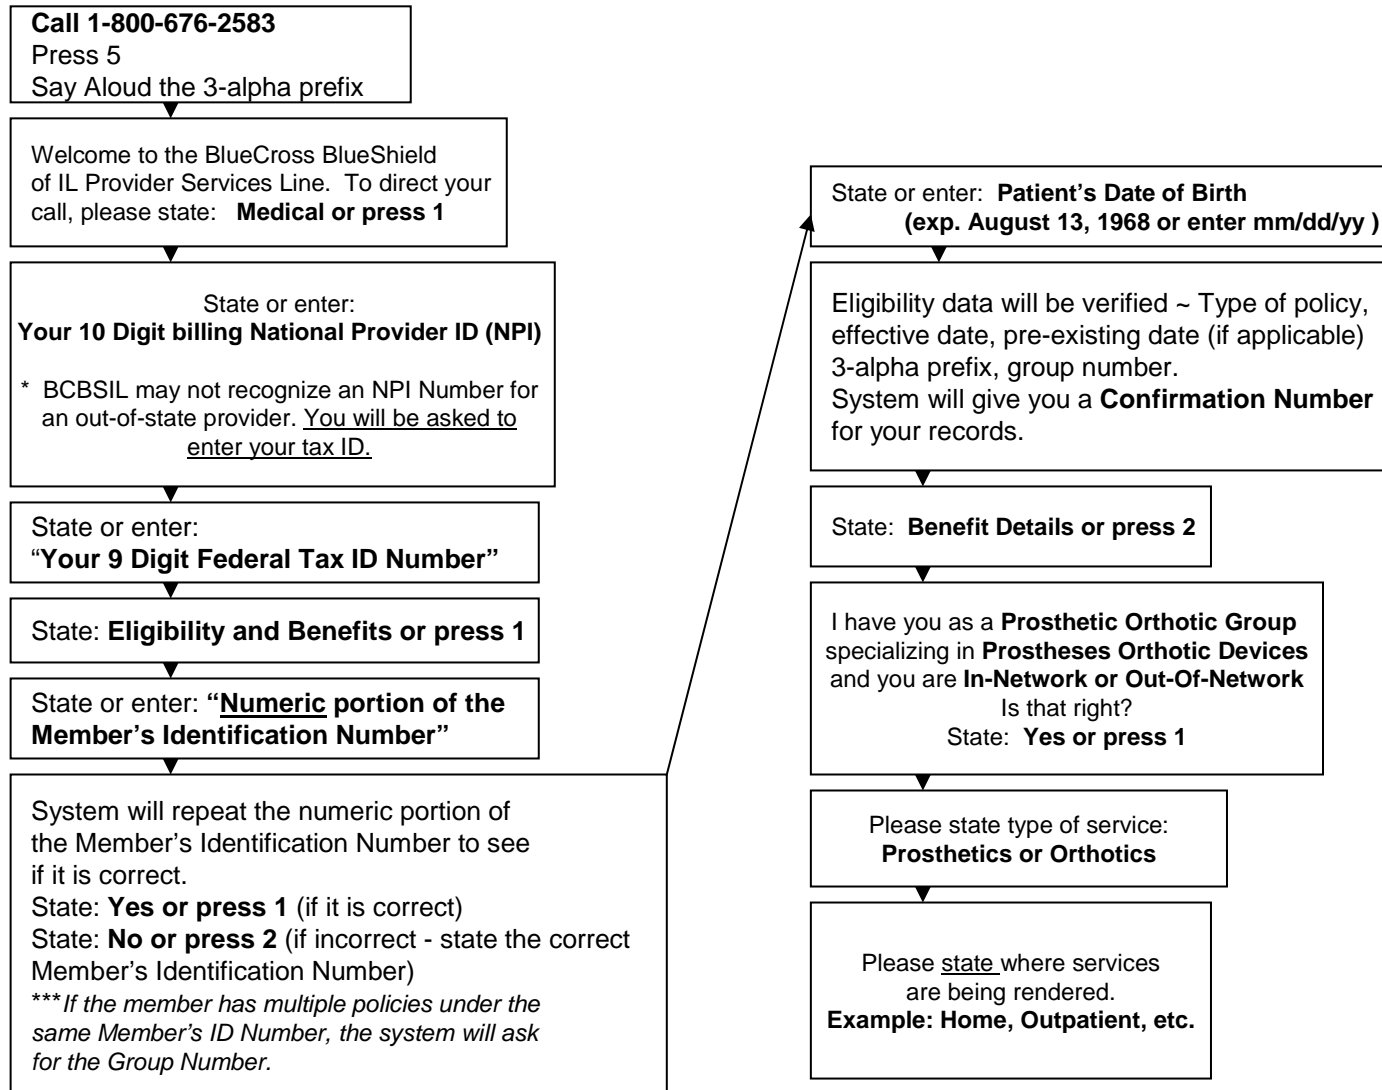 Call 1-800-676-2583
Press 5
Say Aloud the 3-alpha prefix
Welcome to the BlueCross BlueShield
of IL Provider Services Line.  To direct your
call, please state:   Medical or press 1
State or enter:
Your 10 Digit billing National Provider ID (NPI)
*  BCBSIL may not recognize an NPI Number for
an out-of-state provider. You will be asked to
enter your tax ID.
State or enter:
“Your 9 Digit Federal Tax ID Number”
State: Eligibility and Benefits or press 1
State or enter: “Numeric portion of the
Member’s Identification Number”
System will repeat the numeric portion of
the Member’s Identification Number to see
if it is correct.
State: Yes or press 1 (if it is correct)
State: No or press 2 (if incorrect - state the correct
Member’s Identification Number)
***If the member has multiple policies under the
same Member’s ID Number, the system will ask
for the Group Number.
State or enter:  Patient’s Date of Birth
(exp. August 13, 1968 or enter mm/dd/yy )
Eligibility data will be verified ~ Type of policy,
effective date, pre-existing date (if applicable)
3-alpha prefix, group number.
System will give you a Confirmation Number
for your records.
State:  Benefit Details or press 2
I have you as a Prosthetic Orthotic Group
specializing in Prostheses Orthotic Devices
and you are In-Network or Out-Of-Network
Is that right?
State:  Yes or press 1
Please state type of service:
Prosthetics or Orthotics
Please state where services
are being rendered.
Example: Home, Outpatient, etc.